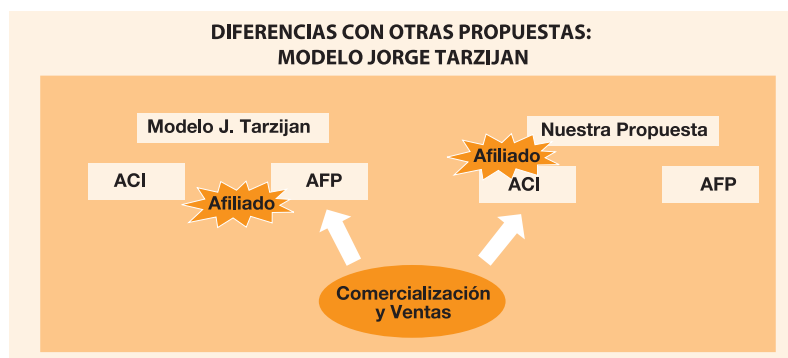 DIFERENCIAS CON OTRAS PROPUESTAS:
MODELO JORGE TARZIJAN
Modelo J. Tarzijan
ACI
Afiliado
AFP
Nuestra Propuesta
Afiliado
ACI
AFP
Comercialización
y Ventas